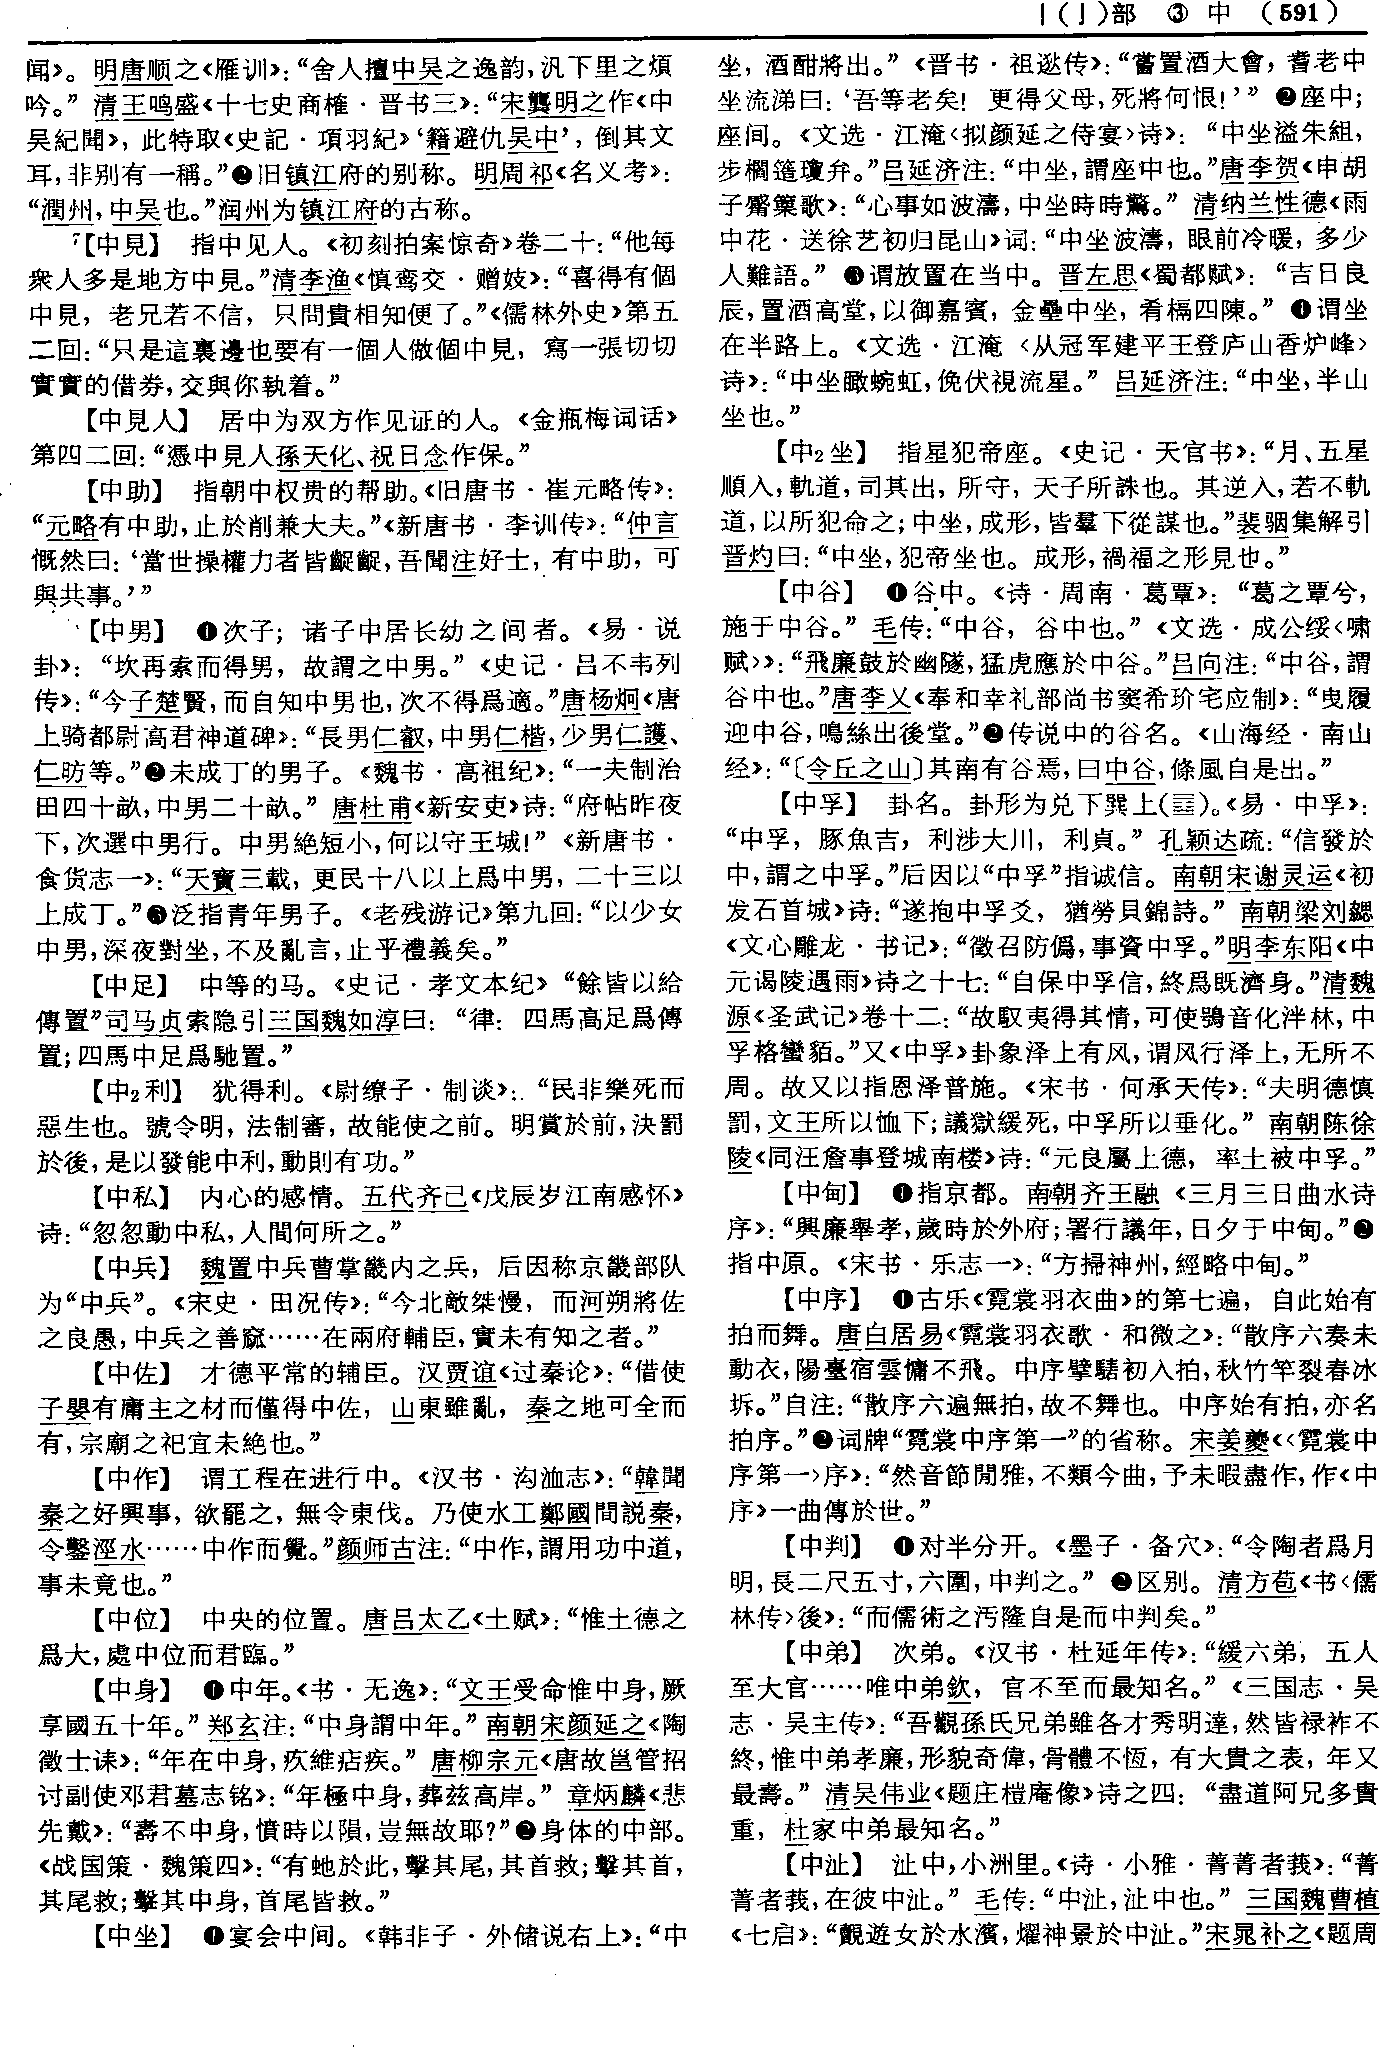 丨(亅)部 ③ 中 (591)
闻》。明唐顺之《雁训》：“舍人擅中吴之逸韵，汎下里之煩
吟。”清王鸣盛《十七史商榷·晋书三》：“宋龔明之作《中
吴紀聞》，此特取《史記·項羽紀》‘籍避仇吴中’，倒其文
耳，非别有一稱。”❷旧镇江府的别称。明周祁《名义考》：
“潤州，中吴也。”润州为镇江府的古称。
【中見】 指中见人。《初刻拍案惊奇》卷二十：“他每
衆人多是地方中見。”清李渔《慎鸾交·赠妓》：“喜得有個
中見，老兄若不信，只問貴相知便了。”《儒林外史》第五
二回：“只是這裏邊也要有一個人做個中見，寫一張切切
實實的借券，交與你執着。”
【中見人】 居中为双方作见证的人。《金瓶梅词话》
第四二回：“憑中見人孫天化、祝日念作保。”
【中助】 指朝中权贵的帮助。《旧唐书·崔元略传》：
“元略有中助，止於削兼大夫。”《新唐书·李训传》：“仲言
慨然曰：‘當世操權力者皆齷齪，吾聞注好士，有中助，可
與共事。’”
【中男】 ❶次子；诸子中居长幼之间者。《易·说
卦》：“坎再索而得男，故謂之中男。”《史记·吕不韦列
传》：“今子楚賢，而自知中男也，次不得爲適。”唐杨炯《唐
上骑都尉高君神道碑》：“長男仁叡，中男仁楷，少男仁護、
仁昉等。”❷未成丁的男子。《魏书·高祖纪》：“一夫制治
田四十畝，中男二十畝。”唐杜甫《新安吏》诗：“府帖昨夜
下，次選中男行。中男絶短小，何以守王城！”《新唐书·
食货志一》：“天寶三載，更民十八以上爲中男，二十三以
上成丁。”❸泛指青年男子。《老残游记》第九回：“以少女
中男，深夜對坐，不及亂言，止乎禮義矣。”
【中足】 中等的马。《史记·孝文本纪》“餘皆以給
傳置”司马贞索隐引三国魏如淳曰：“律：四馬高足爲傳
置；四馬中足爲馳置。”
【中₂利】 犹得利。《尉缭子·制谈》：“民非樂死而
惡生也。號令明，法制審，故能使之前。明賞於前，決罰
於後，是以發能中利，動則有功。”
【中私】 内心的感情。五代齐己《戊辰岁江南感怀》
诗：“忽忽動中私，人間何所之。”
【中兵】 魏置中兵曹掌畿内之兵，后因称京畿部队
为“中兵”。《宋史·田况传》：“今北敵桀慢，而河朔將佐
之良愚，中兵之善窳……在兩府輔臣，實未有知之者。”
【中佐】 才德平常的辅臣。汉贾谊《过秦论》：“借使
子嬰有庸主之材而僅得中佐，山東雖亂，秦之地可全而
有，宗廟之祀宜未絶也。”
【中作】 谓工程在进行中。《汉书·沟洫志》：“韓聞
秦之好興事，欲罷之，無令東伐。乃使水工鄭國間説秦，
令鑿涇水……中作而覺。”颜师古注：“中作，謂用功中道，
事未竟也。”
【中位】 中央的位置。唐吕太乙《土赋》：“惟土德之
爲大，處中位而君臨。”
【中身】 ❶中年。《书·无逸》：“文王受命惟中身，厥
享國五十年。”郑玄注：“中身謂中年。”南朝宋颜延之《陶
徵士诔》：“年在中身，疢維痁疾。”唐柳宗元《唐故邕管招
讨副使邓君墓志铭》：“年極中身，葬兹高岸。”章炳麟《悲
先戴》：“壽不中身，憤時以隕，豈無故耶？”❷身体的中部。
《战国策·魏策四》：“有虵於此，擊其尾，其首救；擊其首，
其尾救；擊其中身，首尾皆救。”
【中坐】 ❶宴会中间。《韩非子·外储说右上》：“中
坐，酒酣將出。”《晋书·祖逖传》：“嘗置酒大會，耆老中
坐流涕曰：‘吾等老矣！更得父母，死將何恨！’”❷座中；
座间。《文选·江淹〈拟颜延之侍宴〉诗》：“中坐溢朱組，
步櫩簉瓊弁。”吕延济注：“中坐，謂座中也。”唐李贺《申胡
子觱篥歌》：“心事如波濤，中坐時時驚。”清纳兰性德《雨
中花·送徐艺初归昆山》词：“中坐波濤，眼前冷暖，多少
人難語。”❸谓放置在当中。晋左思《蜀都赋》：“吉日良
辰，置酒高堂，以御嘉賓，金罍中坐，肴槅四陳。”❹谓坐
在半路上。《文选·江淹〈从冠军建平王登庐山香炉峰〉
诗》：“中坐瞰蜿虹，俛伏視流星。”吕延济注：“中坐，半山
坐也。”
【中₂坐】 指星犯帝座。《史记·天官书》：“月、五星
順入，軌道，司其出，所守，天子所誅也。其逆入，若不軌
道，以所犯命之；中坐，成形，皆羣下從謀也。”裴骃集解引
晋灼曰：“中坐，犯帝坐也。成形，禍福之形見也。”
【中谷】 ❶谷中。《诗·周南·葛覃》：“葛之覃兮，
施于中谷。”毛传：“中谷，谷中也。”《文选·成公绥〈啸
赋〉》：“飛廉鼓於幽隧，猛虎應於中谷。”吕向注：“中谷，謂
谷中也。”唐李乂《奉和幸礼部尚书窦希玠宅应制》：“曳履
迎中谷，鳴絲出後堂。”❷传说中的谷名。《山海经·南山
经》：“〔令丘之山〕其南有谷焉，曰中谷，條風自是出。”
【中孚】 卦名。卦形为兑下巽上(䷼)。《易·中孚》：
“中孚，豚魚吉，利涉大川，利貞。”孔颖达疏：“信發於
中，謂之中孚。”后因以“中孚”指诚信。南朝宋谢灵运《初
发石首城》诗：“遂抱中孚爻，猶勞貝錦詩。”南朝梁刘勰
《文心雕龙·书记》：“徵召防僞，事資中孚。”明李东阳《中
元谒陵遇雨》诗之十七：“自保中孚信，終爲既濟身。”清魏
源《圣武记》卷十二：“故馭夷得其情，可使鴞音化泮林，中
孚格蠻貊。”又《中孚》卦象泽上有风，谓风行泽上，无所不
周。故又以指恩泽普施。《宋书·何承天传》：“夫明德慎
罰，文王所以恤下；議獄緩死，中孚所以垂化。”南朝陈徐
陵《同汪詹事登城南楼》诗：“元良屬上德，率土被中孚。”
【中甸】 ❶指京都。南朝齐王融《三月三日曲水诗
序》：“興廉舉孝，歲時於外府；署行議年，日夕于中甸。”❷
指中原。《宋书·乐志一》：“方掃神州，經略中甸。”
【中序】 ❶古乐《霓裳羽衣曲》的第七遍，自此始有
拍而舞。唐白居易《霓裳羽衣歌·和微之》：“散序六奏未
動衣，陽臺宿雲慵不飛。中序擘騞初入拍，秋竹竿裂春冰
坼。”自注：“散序六遍無拍，故不舞也。中序始有拍，亦名
拍序。”❷词牌“霓裳中序第一”的省称。宋姜夔《〈霓裳中
序第一〉序》：“然音節閒雅，不類今曲，予未暇盡作，作《中
序》一曲傳於世。”
【中判】 ❶对半分开。《墨子·备穴》：“令陶者爲月
明，長二尺五寸，六圍，中判之。”❷区别。清方苞《书〈儒
林传〉後》：“而儒術之汚隆自是而中判矣。”
【中弟】 次弟。《汉书·杜延年传》：“緩六弟，五人
至大官……唯中弟欽，官不至而最知名。”《三国志·吴
志·吴主传》：“吾觀孫氏兄弟雖各才秀明達，然皆禄祚不
終，惟中弟孝廉，形貌奇偉，骨體不恆，有大貴之表，年又
最壽。”清吴伟业《题庄楷庵像》诗之四：“盡道阿兄多貴
重，杜家中弟最知名。”
【中沚】 沚中，小洲里。《诗·小雅·菁菁者莪》：“菁
菁者莪，在彼中沚。”毛传：“中沚，沚中也。”三国魏曹植
《七启》：“覿遊女於水濱，燿神景於中沚。”宋晁补之《题周